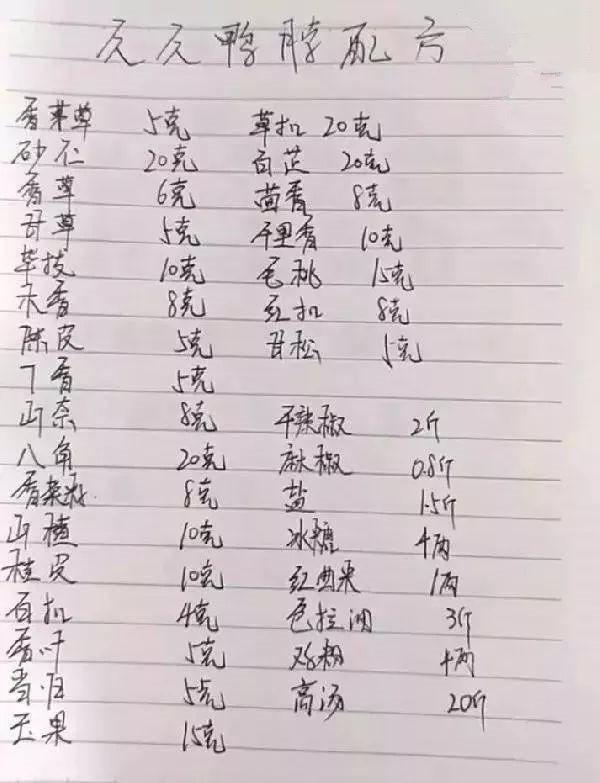 久久鸭脖配方
香茅草 5克 草扣 20克
砂仁 20克 白芷 20克
香草 6克 茴香 8克
甘草 5克 千里香 10克
毕拔 10克 毛桃 15克
木香 8克 红扣 8克
陈皮 5克 甘松 5克
丁香 5克
山奈 8克 干辣椒 2斤
八角 20克 麻椒 0.8斤
香菜籽 8克 盐 1.5斤
山楂 10克 冰糖 4两
桂皮 10克 红曲米 1两
白扣 4克 色拉油 3斤
香叶 5克 鸡粉 4两
当归 5克 高汤 20斤
玉果 15克